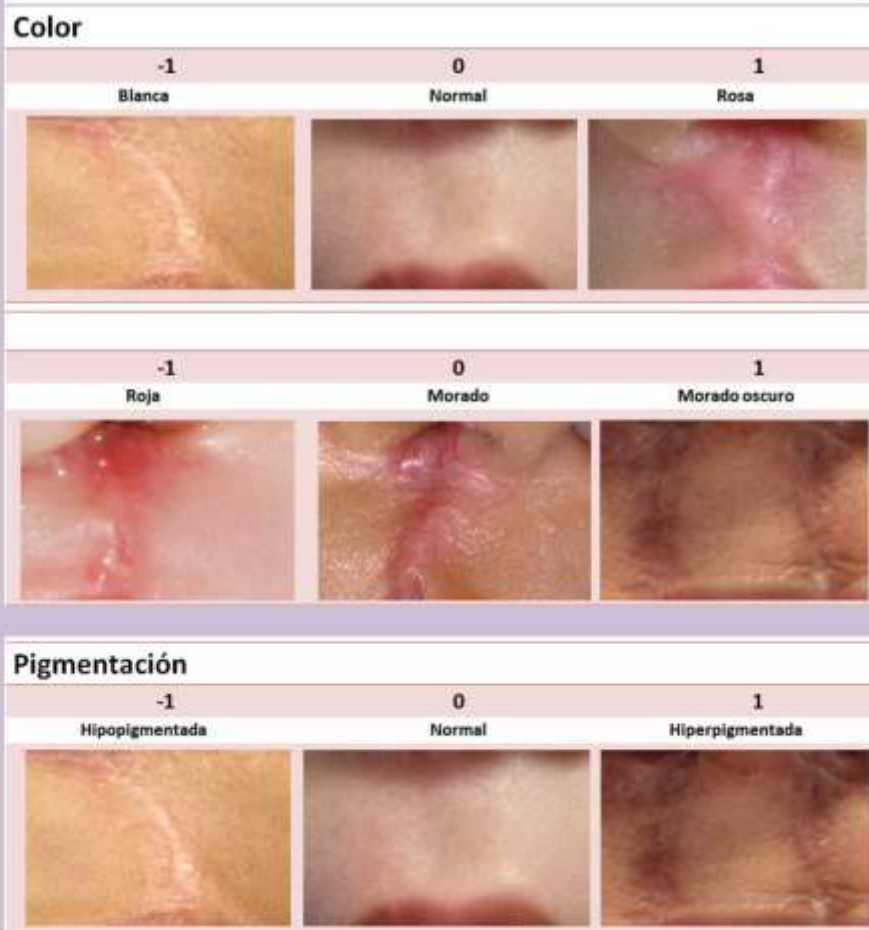 Color
-1 0 1
Blanca Normal Rosa
-1 0 1
Roja Morado Morado oscuro
Pigmentación
-1 0 1
Hipopigmentada Normal Hiperpigmentada